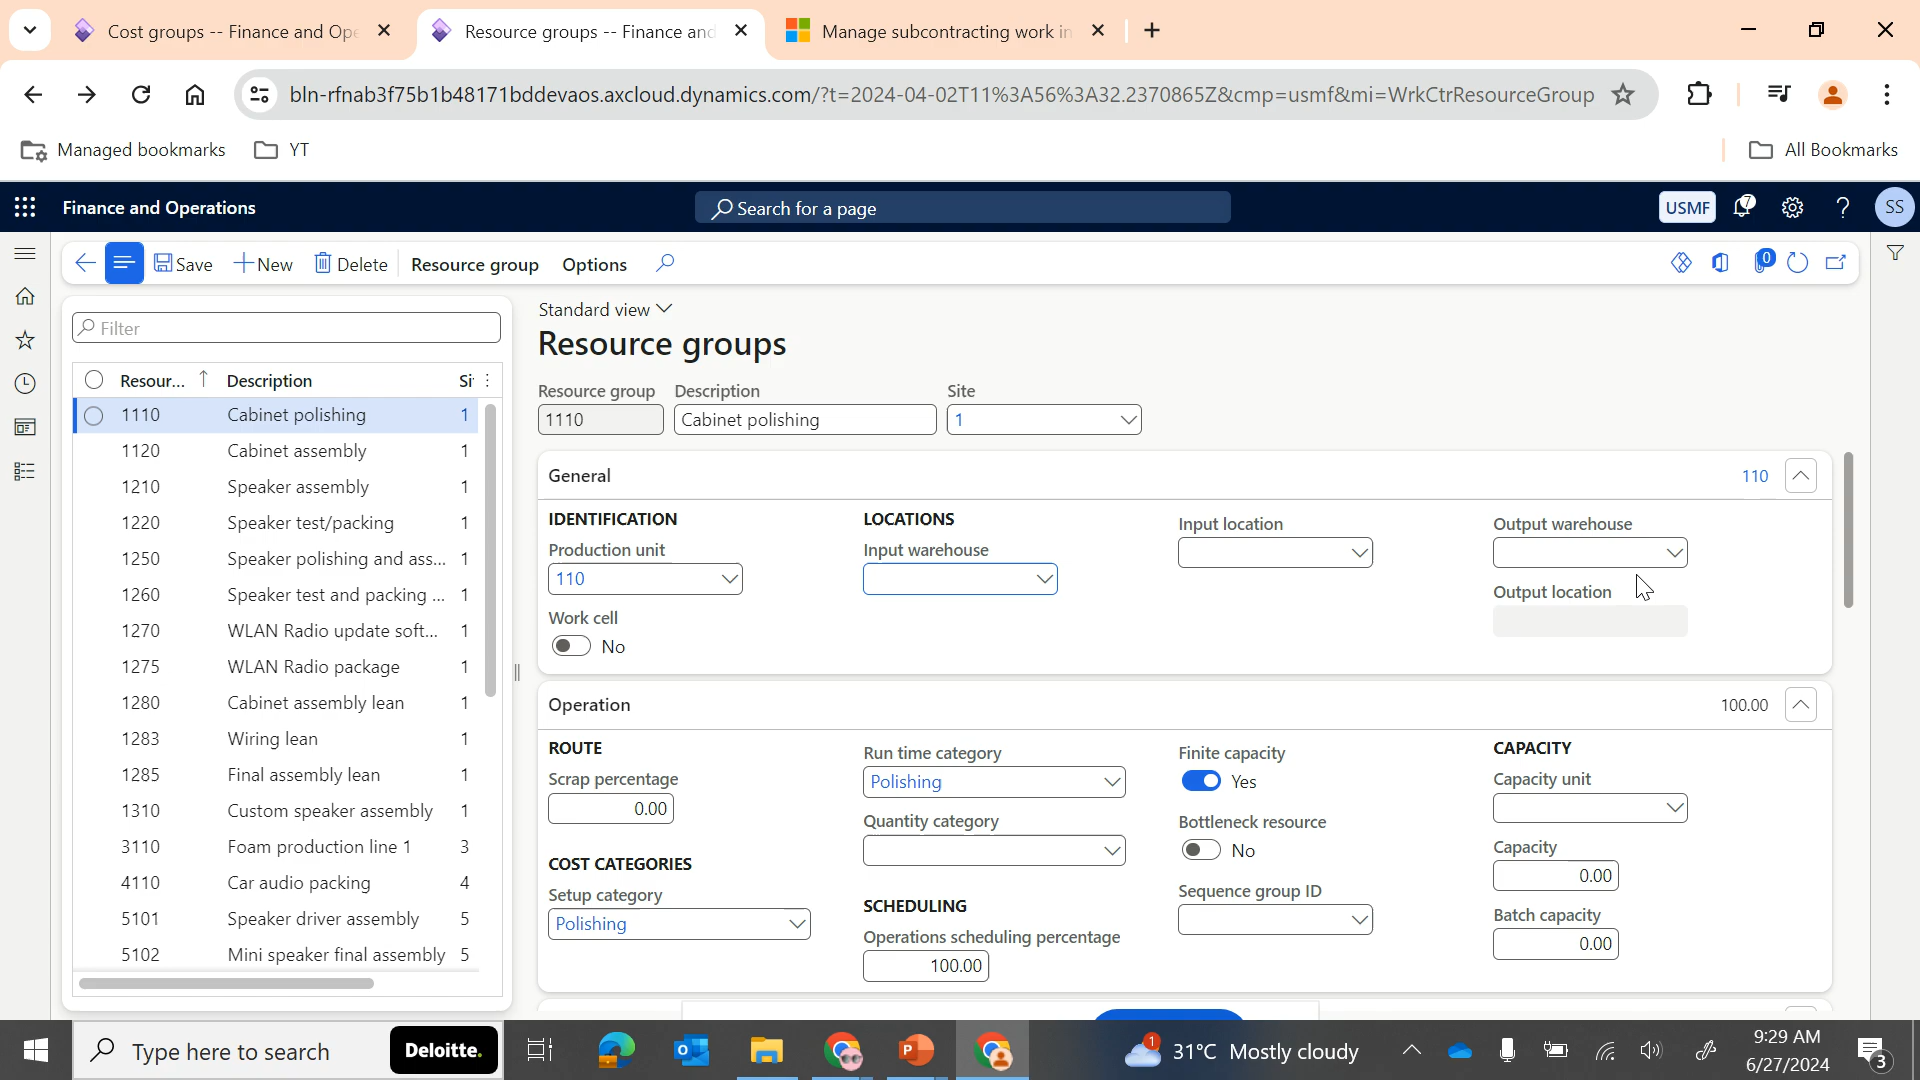 Cost groups -- Finance and Ope
Resource groups -- Finance and
Manage subcontracting work in
bln-rfnab3f75b1b48171bddevaos.axcloud.dynamics.com/?t=2024-04-02T11%3A56%3A32.2370865Z&cmp=usmf&mi=WrkCtrResourceGroup
Managed bookmarks YT All Bookmarks
Finance and Operations Search for a page USMF 7 ? SS
Save New Delete Resource group Options 0
Filter
Resour... Description Si
1110 Cabinet polishing 1
1120 Cabinet assembly 1
1210 Speaker assembly 1
1220 Speaker test/packing 1
1250 Speaker polishing and ass... 1
1260 Speaker test and packing ... 1
1270 WLAN Radio update soft... 1
1275 WLAN Radio package 1
1280 Cabinet assembly lean 1
1283 Wiring lean 1
1285 Final assembly lean 1
1310 Custom speaker assembly 1
3110 Foam production line 1 3
4110 Car audio packing 4
5101 Speaker driver assembly 5
5102 Mini speaker final assembly 5
Standard view
Resource groups
Resource group Description Site
1110 Cabinet polishing 1
General 110
IDENTIFICATION
Production unit
110
Work cell
No
LOCATIONS
Input warehouse
Input location
Output warehouse
Output location
Operation 100.00
ROUTE
Scrap percentage
0.00
COST CATEGORIES
Setup category
Polishing
Run time category
Polishing
Quantity category
SCHEDULING
Operations scheduling percentage
100.00
Finite capacity
Yes
Bottleneck resource
No
Sequence group ID
CAPACITY
Capacity unit
Capacity
0.00
Batch capacity
0.00
Type here to search Deloitte. 1 31°C Mostly cloudy 9:29 AM
6/27/2024 3